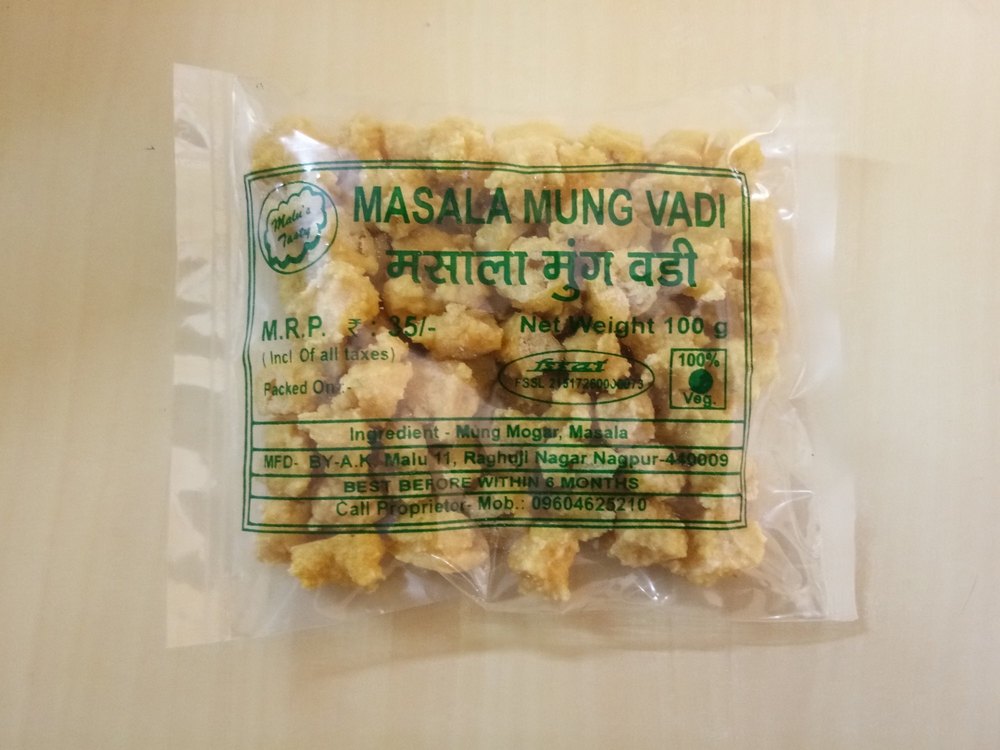 Malu's
Tasty
MASALA MUNG VADI
मसाला मुंग वडी
M.R.P. ₹ : 35/-
Net Weight 100 g
( Incl Of all taxes)
Packed On :-
fssai
FSSL 21517260000073
100%
Veg.
Ingredient - Mung Mogar, Masala
MFD- BY-A.K. Malu 11, Raghuji Nagar Nagpur-440009
BEST BEFORE WITHIN 6 MONTHS
Call Proprietor- Mob.: 09604625210